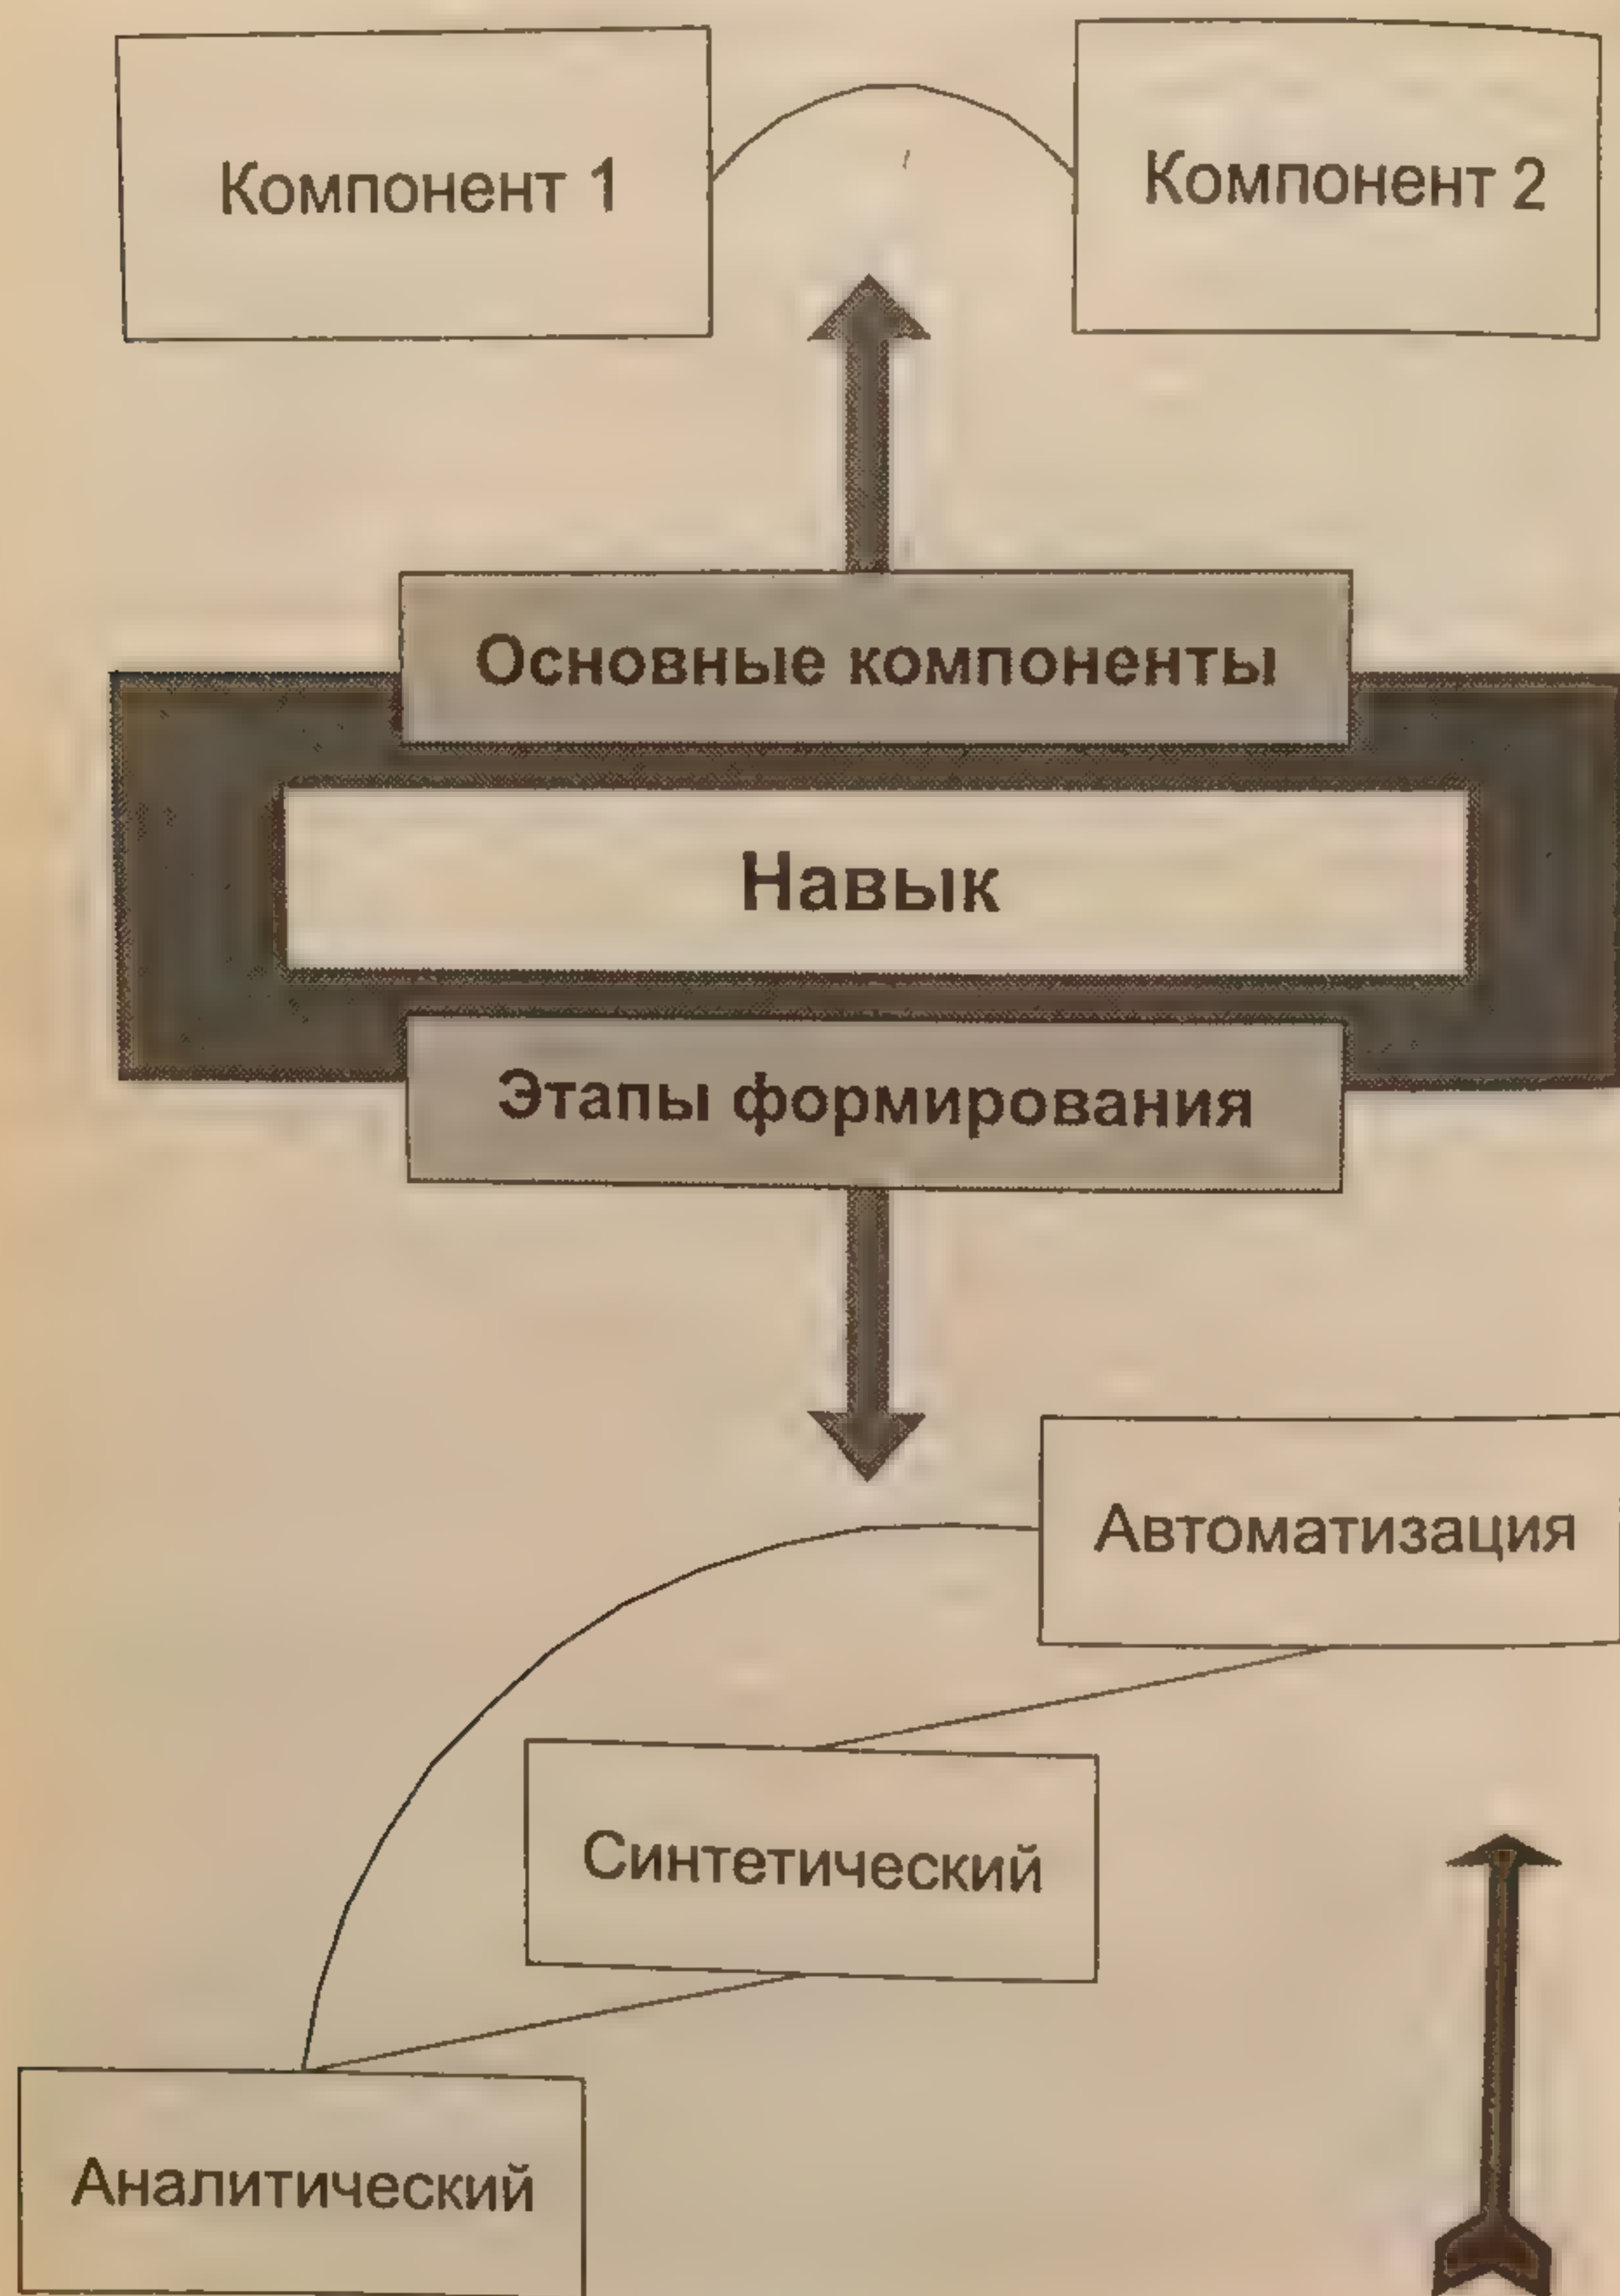 Компонент 1
Компонент 2
Основные компоненты
Навык
Этапы формирования
Автоматизация
Синтетический
Аналитический